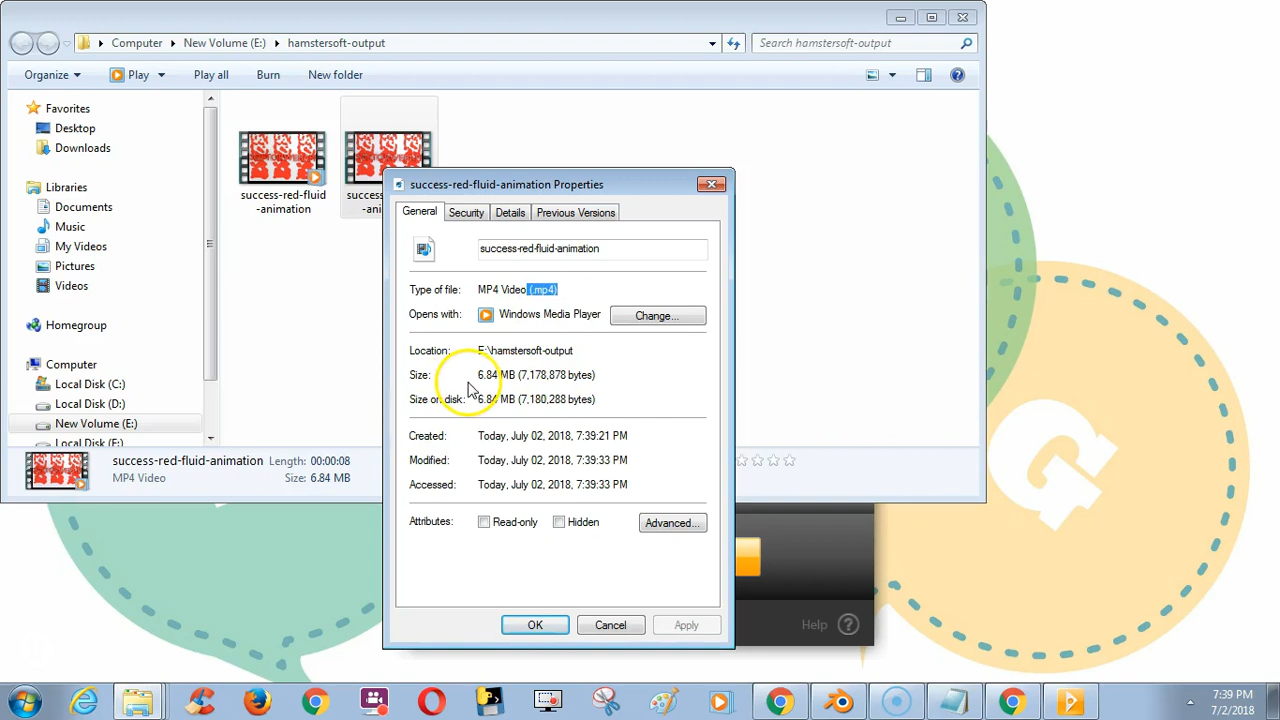 Computer New Volume (E:) hamstersoft-output
Search hamstersoft-output
Organize Play Play all Burn New folder
Favorites
Desktop
Downloads
Libraries
Documents
Music
My Videos
Pictures
Videos
Homegroup
Computer
Local Disk (C:)
Local Disk (D:)
New Volume (E:)
Local Disk (F:)
success-red-fluid
-animation
success-red-fluid-animation Length: 00:00:08
MP4 Video Size: 6.84 MB
success-red-fluid-animation Properties
General Security Details Previous Versions
success-red-fluid-animation
Type of file: MP4 Video (.mp4)
Opens with: Windows Media Player Change...
Location: E:\hamstersoft-output
Size: 6.84 MB (7,178,878 bytes)
Size on disk: 6.84 MB (7,180,288 bytes)
Created: Today, July 02, 2018, 7:39:21 PM
Modified: Today, July 02, 2018, 7:39:33 PM
Accessed: Today, July 02, 2018, 7:39:33 PM
Attributes: Read-only Hidden Advanced...
OK Cancel Apply
Help ?
G
7:39 PM
7/2/2018